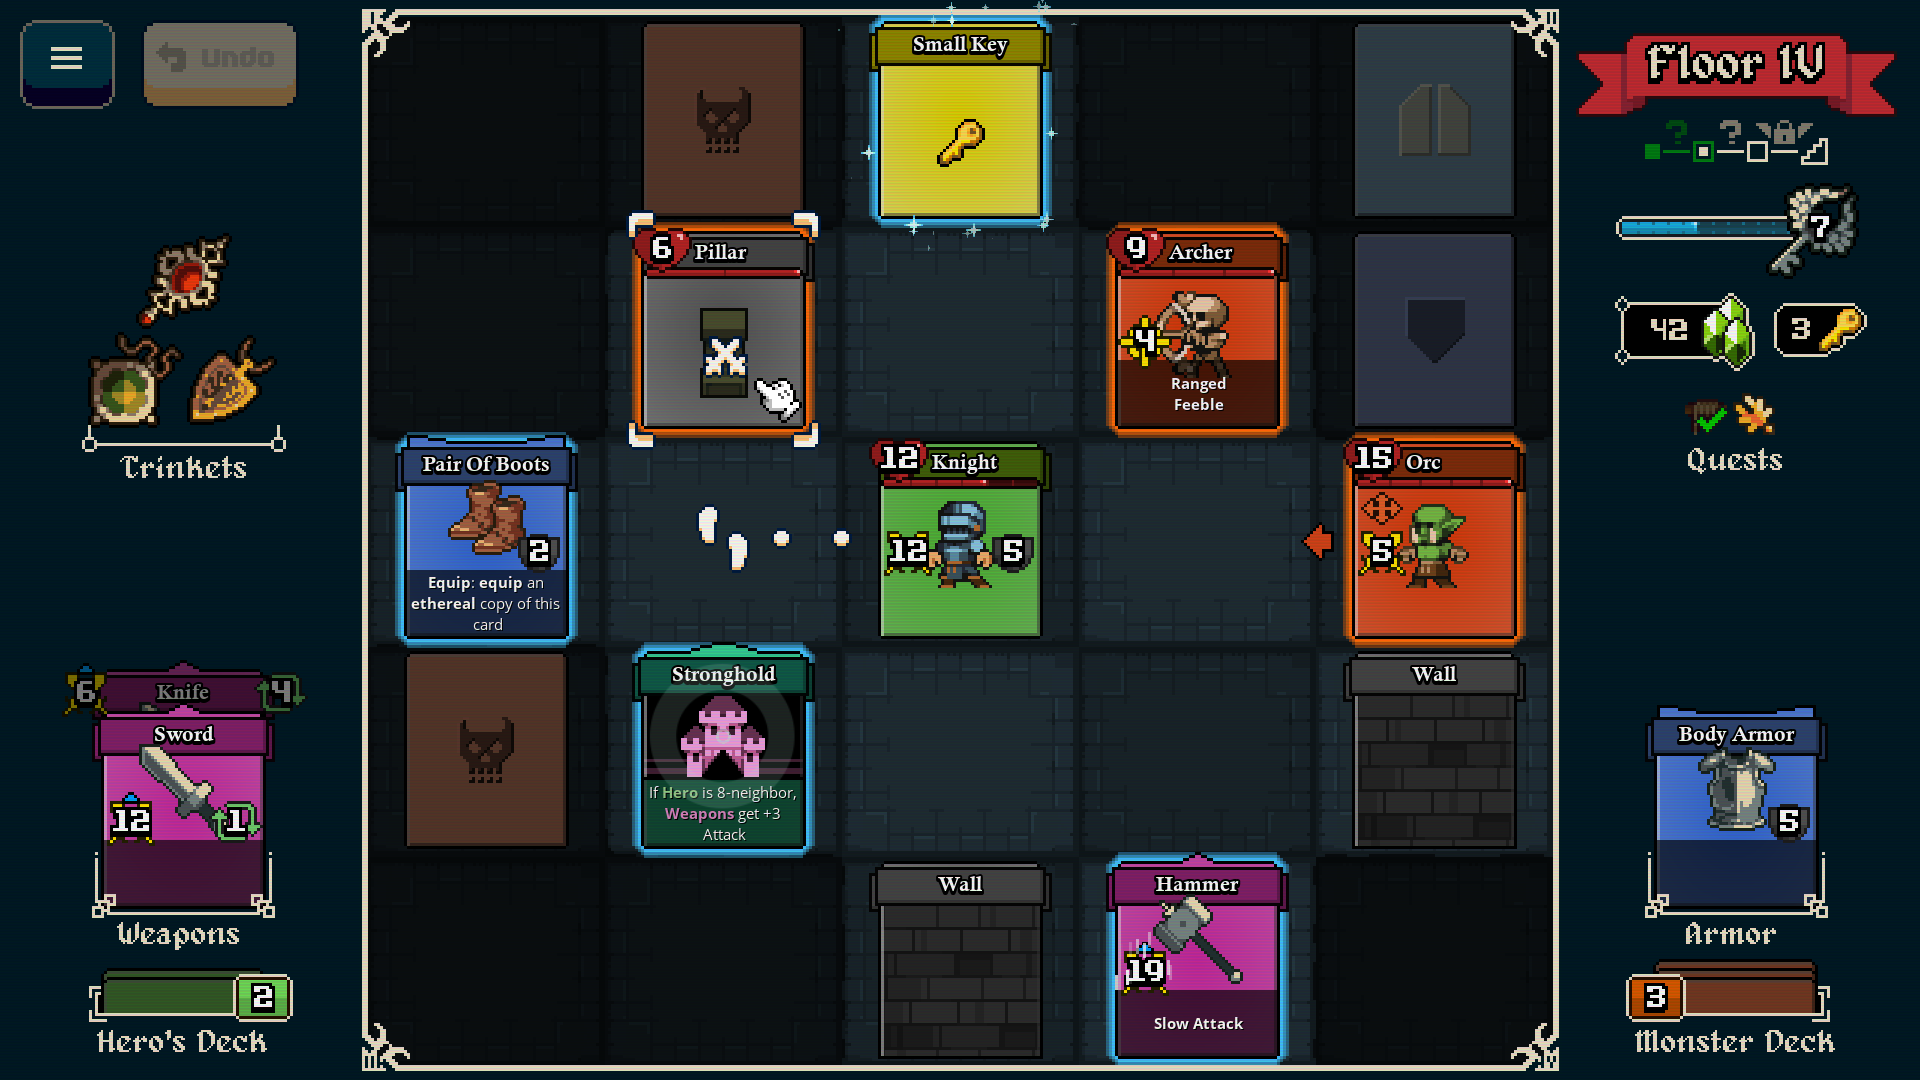 Undo
Small Key
Floor IV
?
?
7
6
Pillar
9
Archer
4
Ranged
Feeble
42
3
Trinkets
Quests
Pair Of Boots
2
Equip: equip an
ethereal copy of this
card
12
Knight
12
5
15
Orc
5
6
Knife
4
Sword
12
1
Weapons
Stronghold
If Hero is 8-neighbor,
Weapons get +3
Attack
Wall
Body Armor
5
Armor
Wall
Hammer
19
Slow Attack
2
Hero's Deck
3
Monster Deck